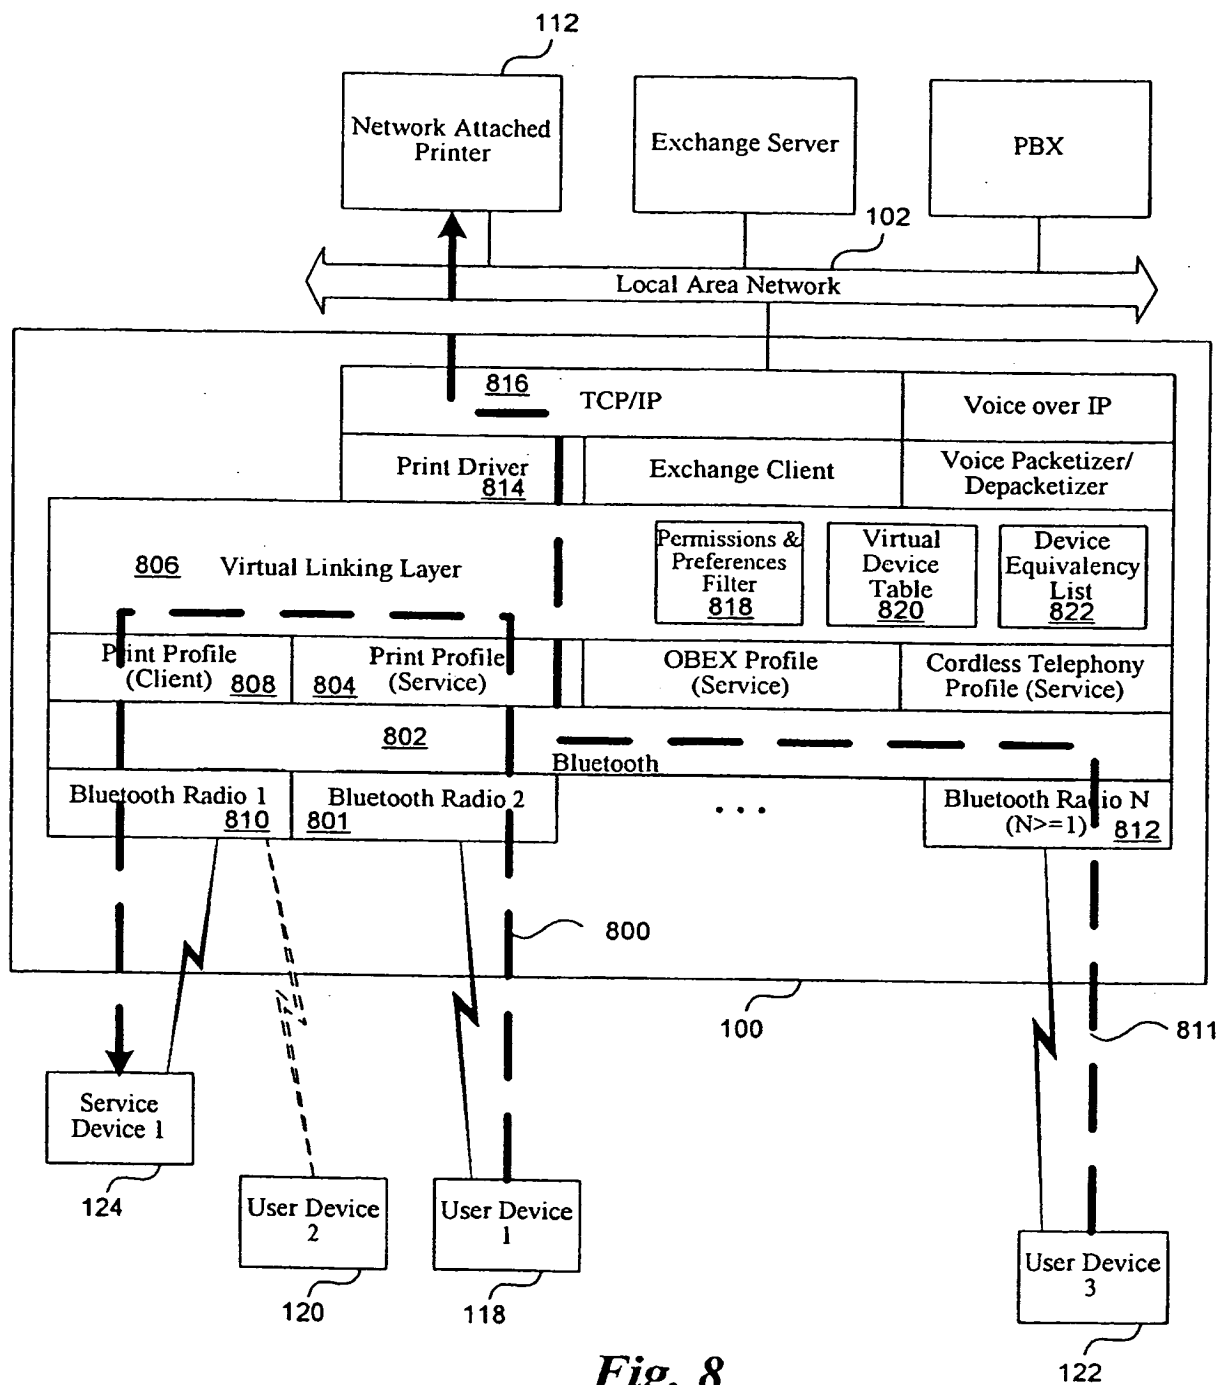 112
Network Attached
Printer
Exchange Server
PBX
102
Local Area Network
816
TCP/IP
Voice over IP
Print Driver
814
Exchange Client
Voice Packetizer/
Depacketizer
806
Virtual Linking Layer
Permissions &
Preferences
Filter
818
Virtual
Device
Table
820
Device
Equivalency
List
822
Print Profile
(Client)
808
804
Print Profile
(Service)
OBEX Profile
(Service)
Cordless Telephony
Profile (Service)
802
Bluetooth
Bluetooth Radio 1
810
Bluetooth Radio 2
801
...
Bluetooth Radio N
(N>=1)
812
800
100
811
Service
Device 1
124
User Device
2
120
User Device
1
118
User Device
3
122
Fig. 8